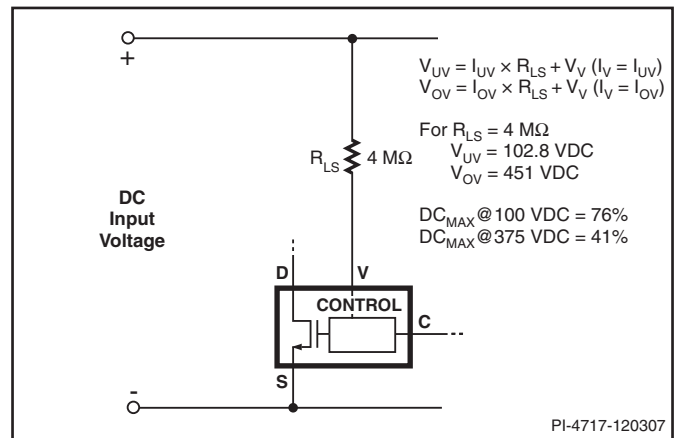 +
V_UV = I_UV × R_LS + V_V (I_V = I_UV)
V_OV = I_OV × R_LS + V_V (I_V = I_OV)
For R_LS = 4 MΩ
V_UV = 102.8 VDC
V_OV = 451 VDC
DC_MAX@100 VDC = 76%
DC_MAX@375 VDC = 41%
R_LS 4 MΩ
DC
Input
Voltage
D V
CONTROL
C
S
-
PI-4717-120307